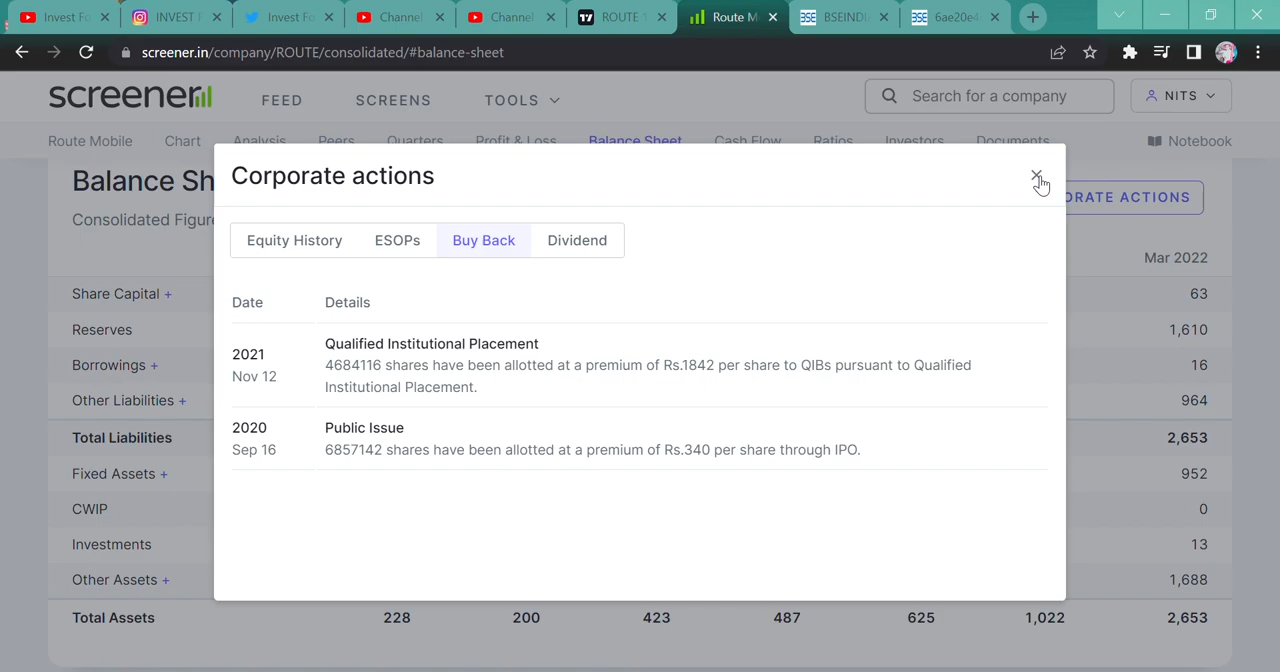 Invest Fo
INVEST F
Invest Fo
Channel
Channel
ROUTE
Route M
BSEINDI
6ae20e4
screener.in/company/ROUTE/consolidated/#balance-sheet
screener
FEED
SCREENS
TOOLS
Search for a company
NITS
Route Mobile
Chart
Analysis
Peers
Quarters
Profit & Loss
Balance Sheet
Cash Flow
Ratios
Investors
Documents
Notebook
Balance Sh
Corporate actions
Consolidated Figure
ORATE ACTIONS
Equity History
ESOPs
Buy Back
Dividend
Mar 2022
Date
Details
Share Capital +
63
Reserves
1,610
2021
Nov 12
Qualified Institutional Placement
4684116 shares have been allotted at a premium of Rs.1842 per share to QIBs pursuant to Qualified
Institutional Placement.
Borrowings +
16
Other Liabilities +
964
2020
Sep 16
Public Issue
6857142 shares have been allotted at a premium of Rs.340 per share through IPO.
Total Liabilities
2,653
Fixed Assets +
952
CWIP
0
Investments
13
Other Assets +
1,688
Total Assets
228
200
423
487
625
1,022
2,653